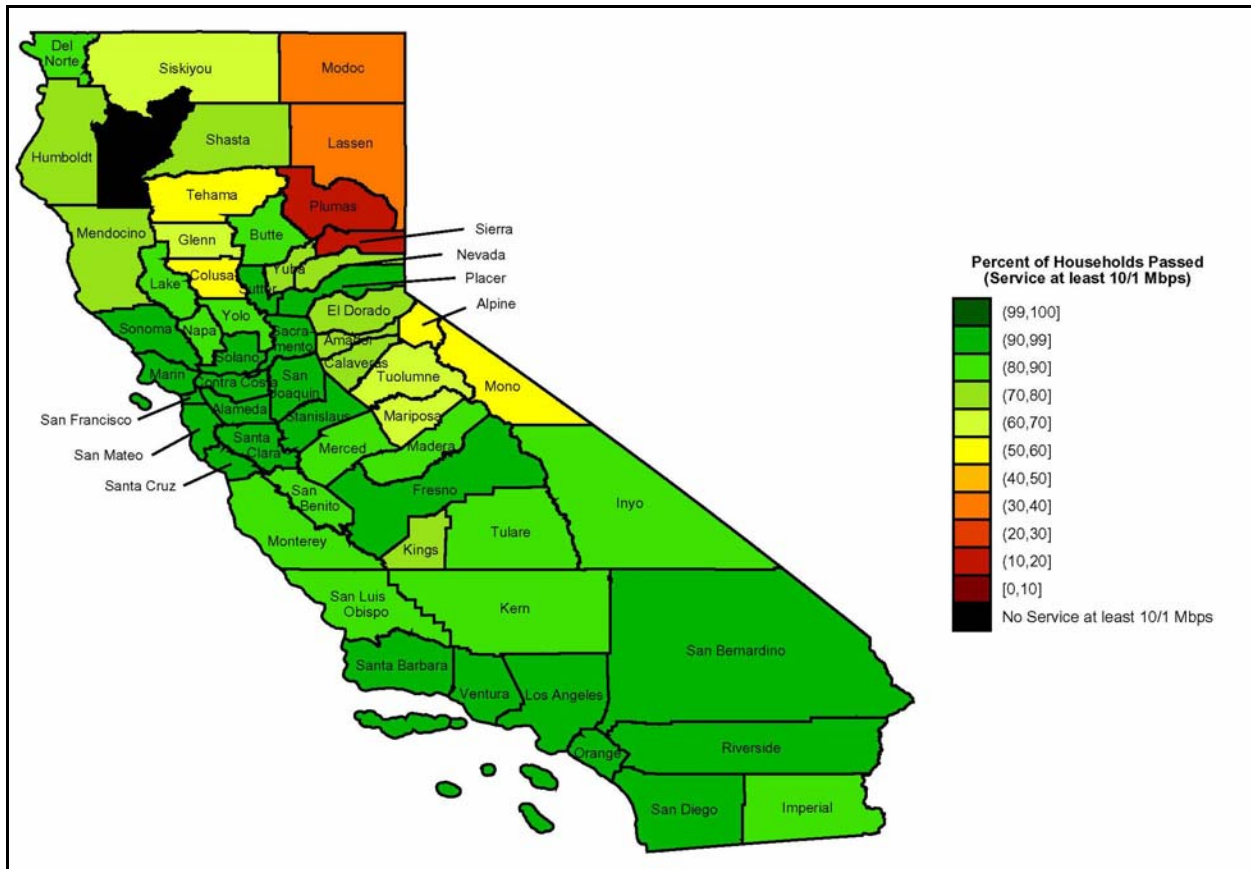 Del
Norte
Siskiyou
Modoc
Humboldt
Shasta
Lassen
Tehama
Plumas
Sierra
Mendocino
Glenn
Butte
Nevada
Colusa
Yuba
Placer
Lake
Sutter
Alpine
El Dorado
Sonoma
Napa
Yolo
Sacra-
mento
Amador
Solano
Calaveras
Marin
Contra Costa
San
Joaquin
Tuolumne
Mono
San Francisco
Alameda
Stanislaus
Mariposa
San Mateo
Santa
Clara
Merced
Madera
Santa Cruz
San
Benito
Fresno
Inyo
Monterey
Kings
Tulare
San Luis
Obispo
Kern
San Bernardino
Santa Barbara
Ventura
Los Angeles
Orange
Riverside
San Diego
Imperial
Percent of Households Passed
(Service at least 10/1 Mbps)
(99,100]
(90,99]
(80,90]
(70,80]
(60,70]
(50,60]
(40,50]
(30,40]
(20,30]
(10,20]
[0,10]
No Service at least 10/1 Mbps